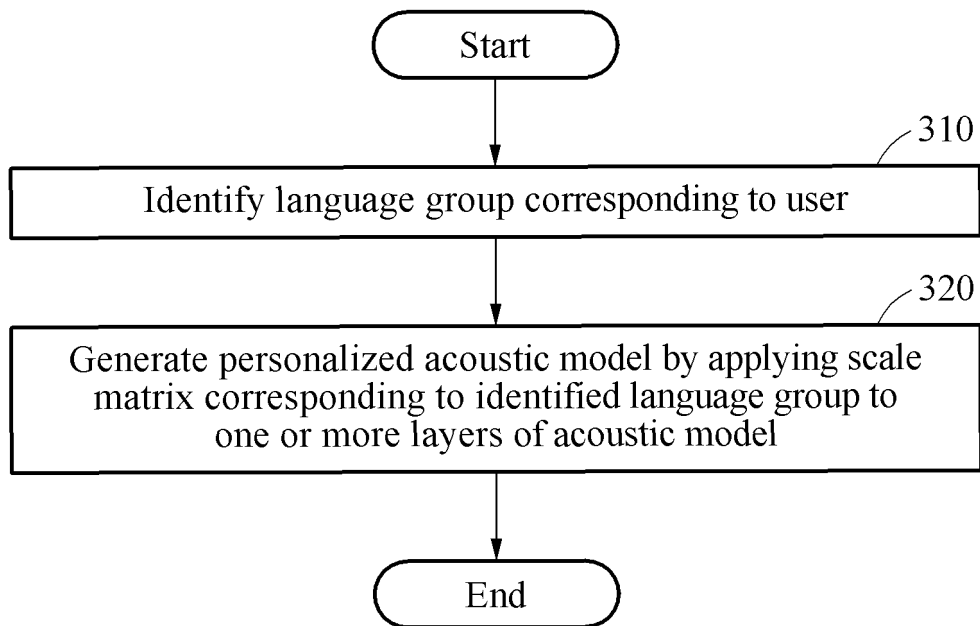 Start
310
Identify language group corresponding to user
320
Generate personalized acoustic model by applying scale
matrix corresponding to identified language group to
one or more layers of acoustic model
End